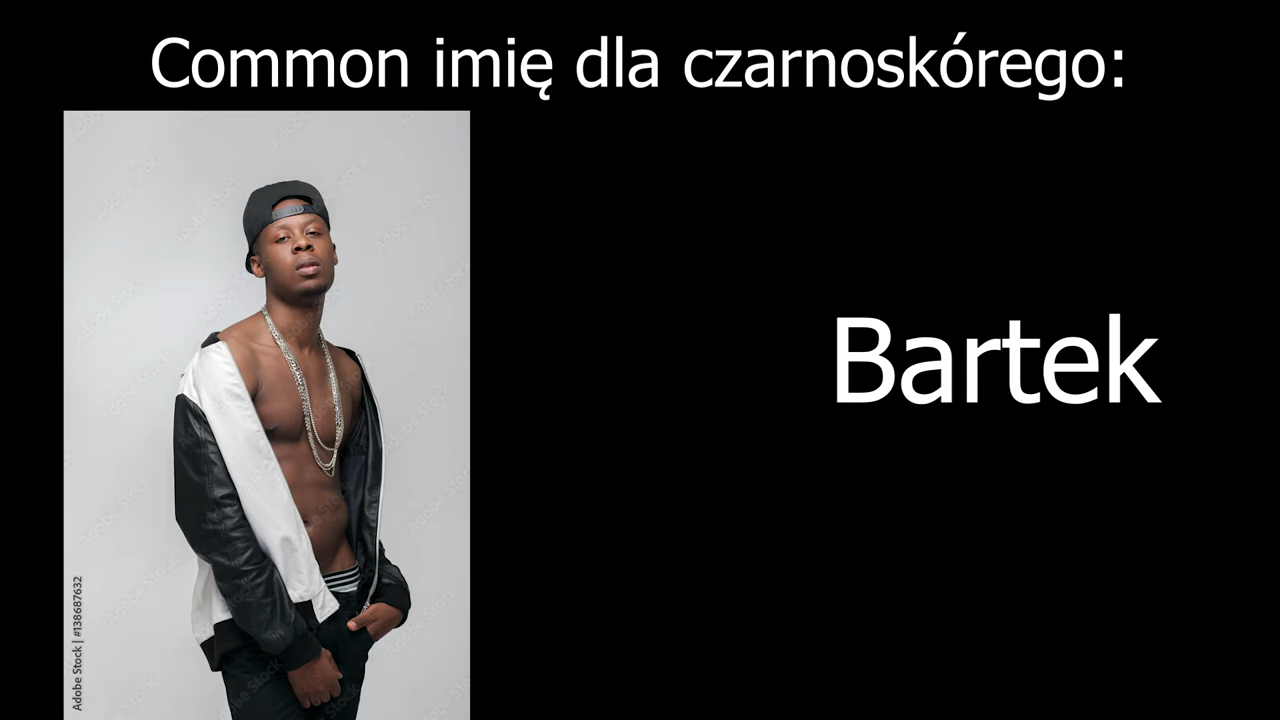 Common imię dla czarnoskórego:
Bartek
Adobe Stock | #138687632